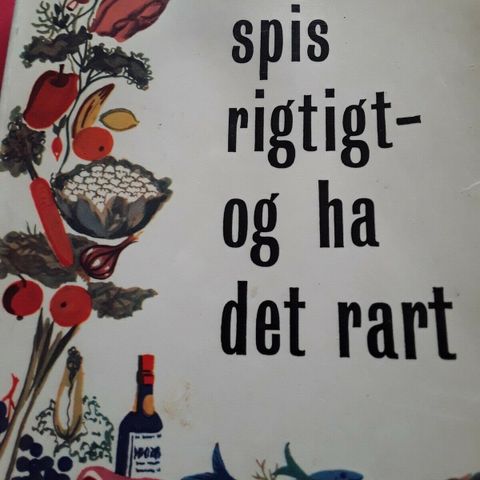 spis
rigtigt-
og ha
det rart